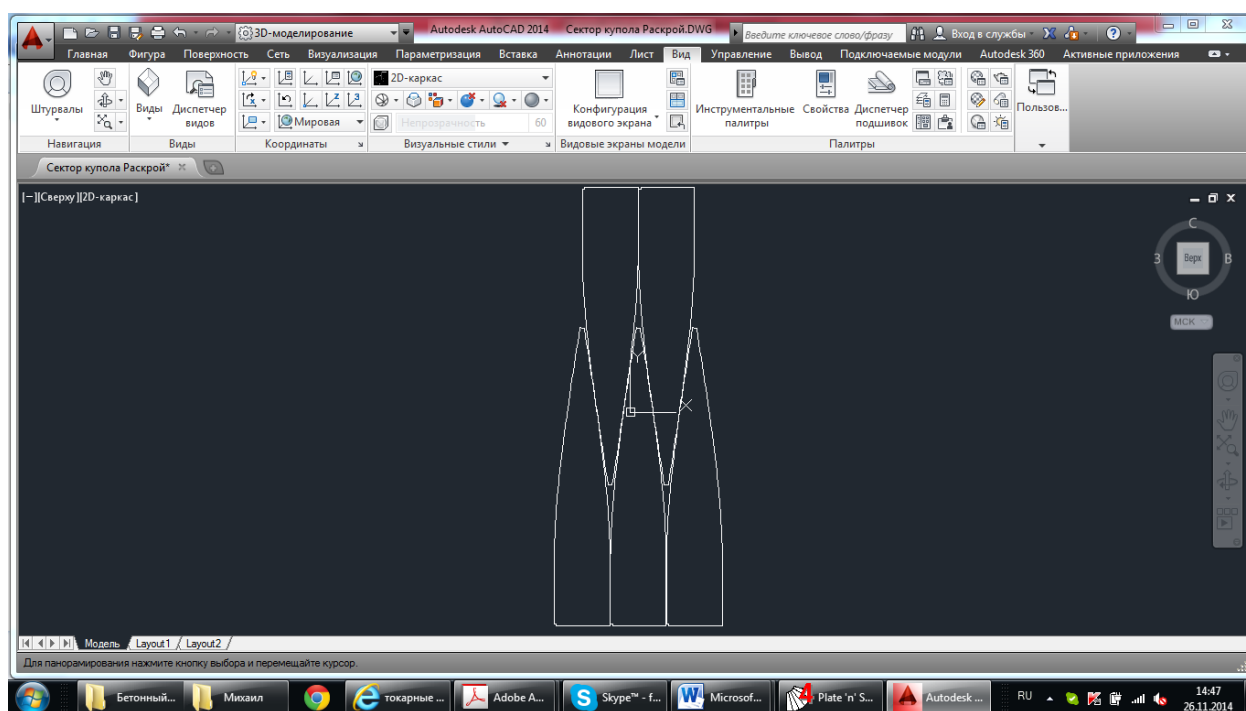 3D-моделирование
Autodesk AutoCAD 2014 Сектор купола Раскрой.DWG
Введите ключевое слово/фразу
Вход в службы
Главная Фигура Поверхность Сеть Визуализация Параметризация Вставка Аннотации Лист Вид Управление Вывод Подключаемые модули Autodesk 360 Активные приложения
2D-каркас
Штурвалы
Виды
Диспетчер видов
Мировая
Непрозрачность 60
Конфигурация видового экрана
Инструментальные палитры
Свойства
Диспетчер подшивок
Пользов...
Навигация Виды Координаты Визуальные стили Видовые экраны модели Палитры
Сектор купола Раскрой*
[−][Сверху][2D-каркас]
С
З Верх В
Ю
МСК
Y
X
Модель Layout1 Layout2
Для панорамирования нажмите кнопку выбора и перемещайте курсор.
Бетонный... Михаил токарные ... Adobe A... Skype™ - f... Microsof... Plate 'n' S... Autodesk ... RU 14:47
26.11.2014